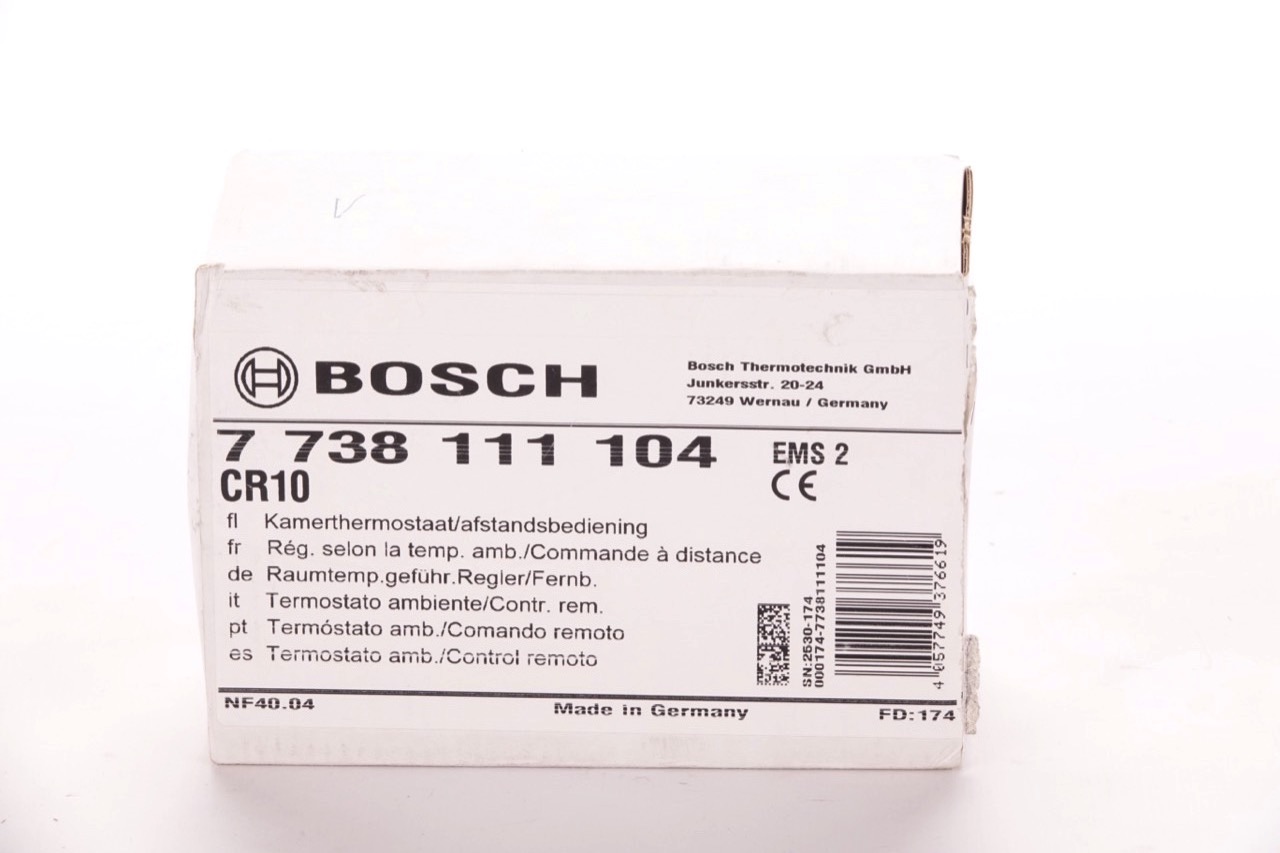 BOSCH
Bosch Thermotechnik GmbH
Junkersstr. 20-24
73249 Wernau / Germany
7 738 111 104
EMS 2
CR10
CE
fl Kamerthermostaat/afstandsbediening
fr Rég. selon la temp. amb./Commande à distance
de Raumtemp.geführ.Regler/Fernb.
it Termostato ambiente/Contr. rem.
pt Termóstato amb./Comando remoto
es Termostato amb./Control remoto
SN:2530-174
000174-7738111104
4 057749 376619
NF40.04
Made in Germany
FD:174